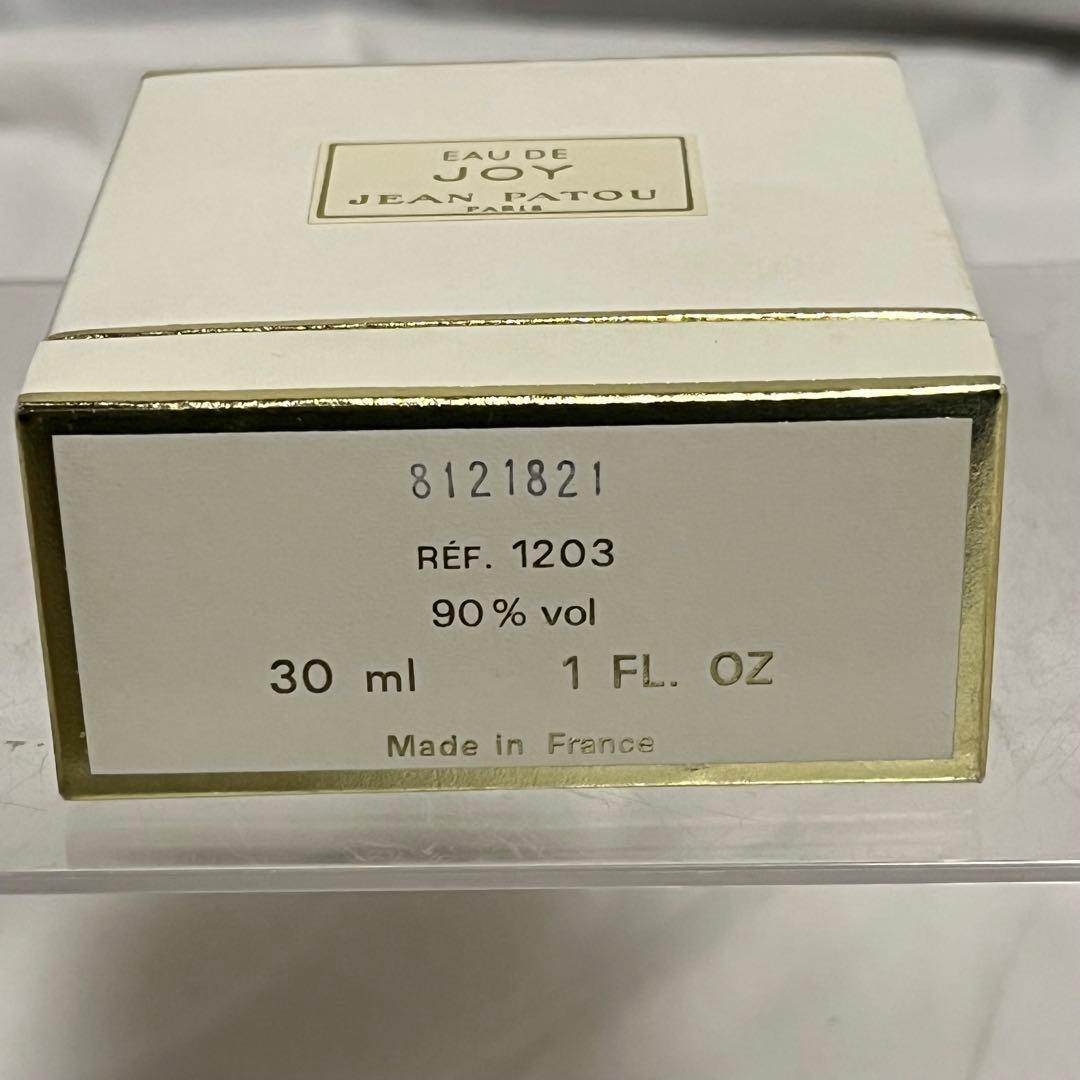 EAU DE
JOY
JEAN PATOU
PARIS
8121821
RÉF. 1203
90% vol
30 ml 1 FL. OZ
Made in France